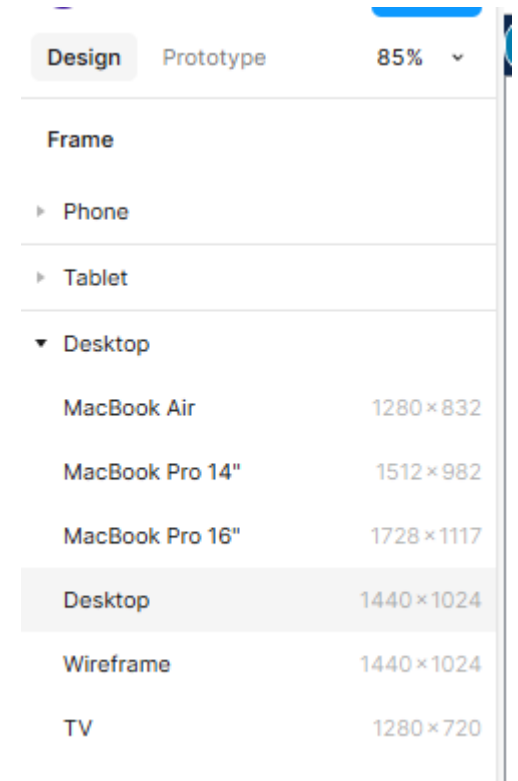 Design Prototype 85%
Frame
Phone
Tablet
Desktop
MacBook Air 1280×832
MacBook Pro 14" 1512×982
MacBook Pro 16" 1728×1117
Desktop 1440×1024
Wireframe 1440×1024
TV 1280×720